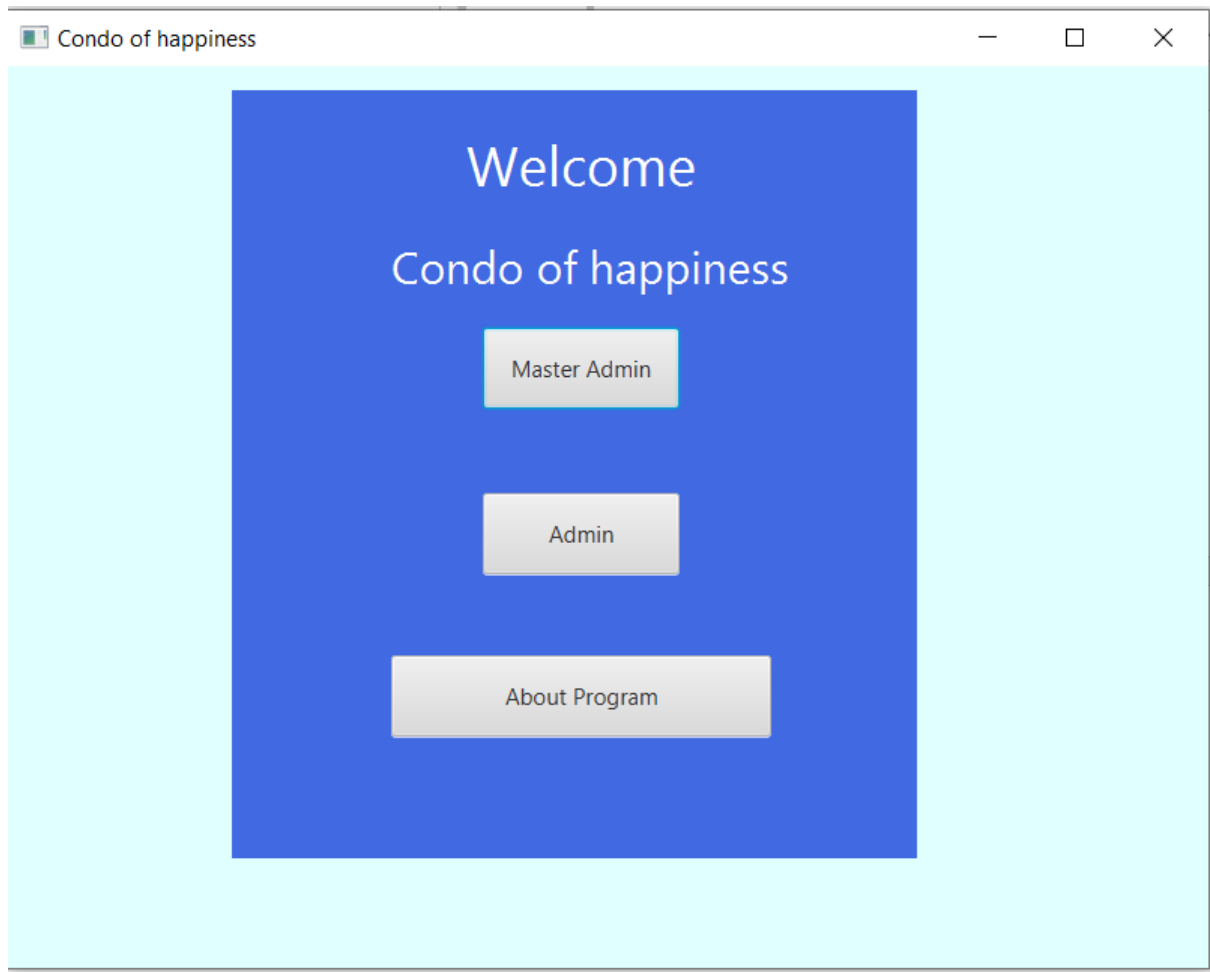 Condo of happiness
Welcome
Condo of happiness
Master Admin
Admin
About Program